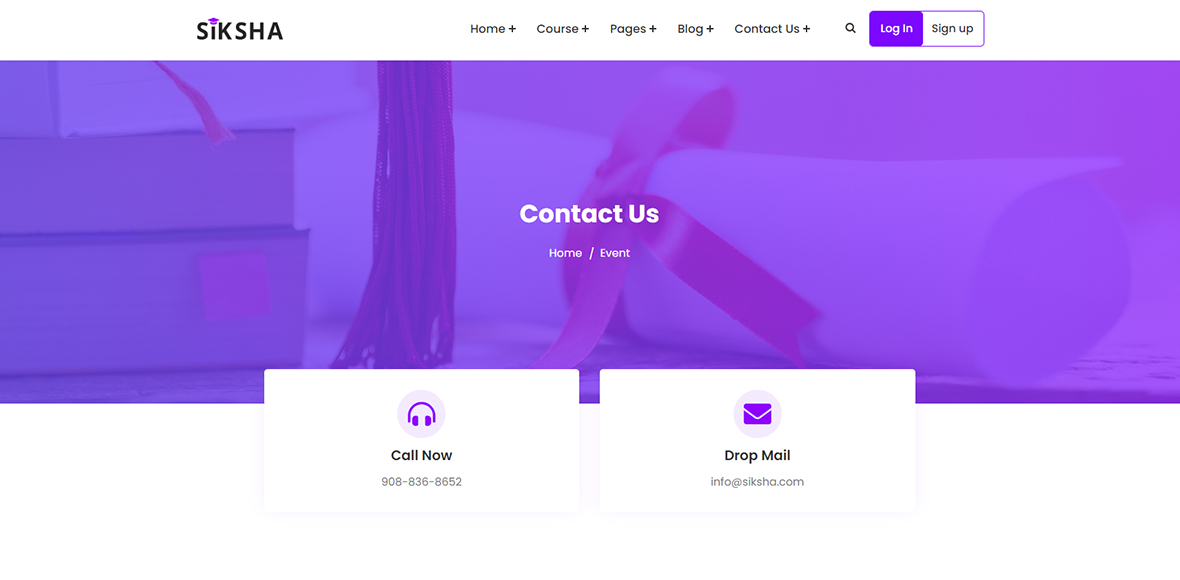 SiKSHA
Home + Course + Pages + Blog + Contact Us + Log In Sign up
Contact Us
Home / Event
Call Now
908-836-8652
Drop Mail
info@siksha.com